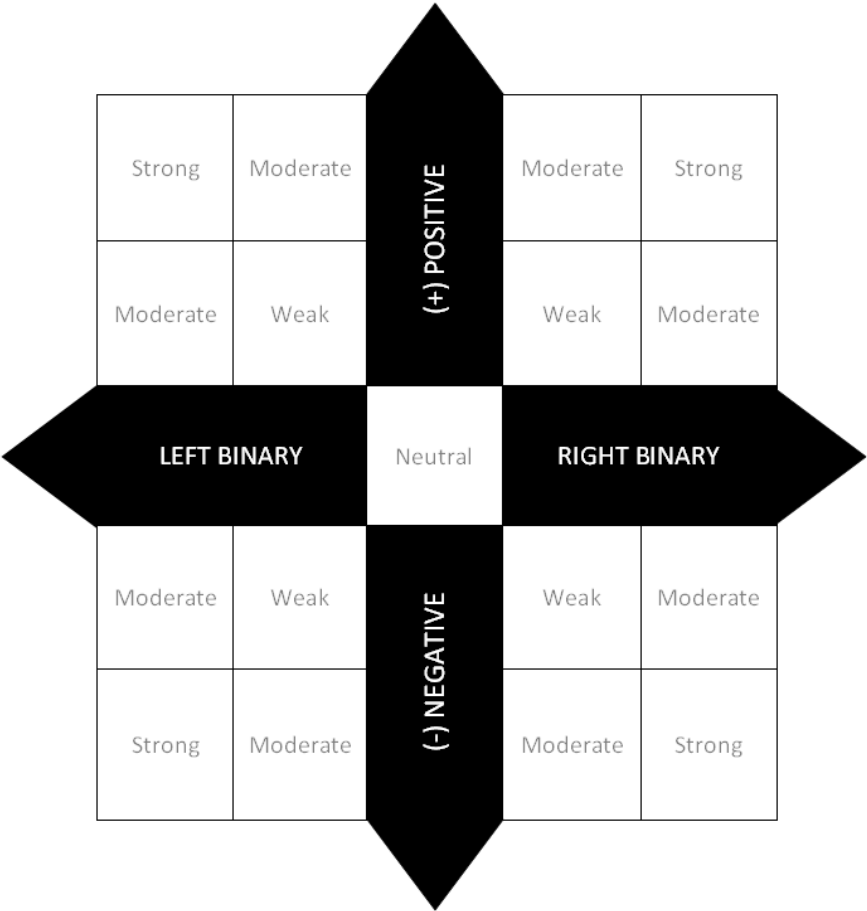 Strong Moderate Moderate Strong
(+) POSITIVE
Moderate Weak Weak Moderate
LEFT BINARY Neutral RIGHT BINARY
Moderate Weak Weak Moderate
(-) NEGATIVE
Strong Moderate Moderate Strong